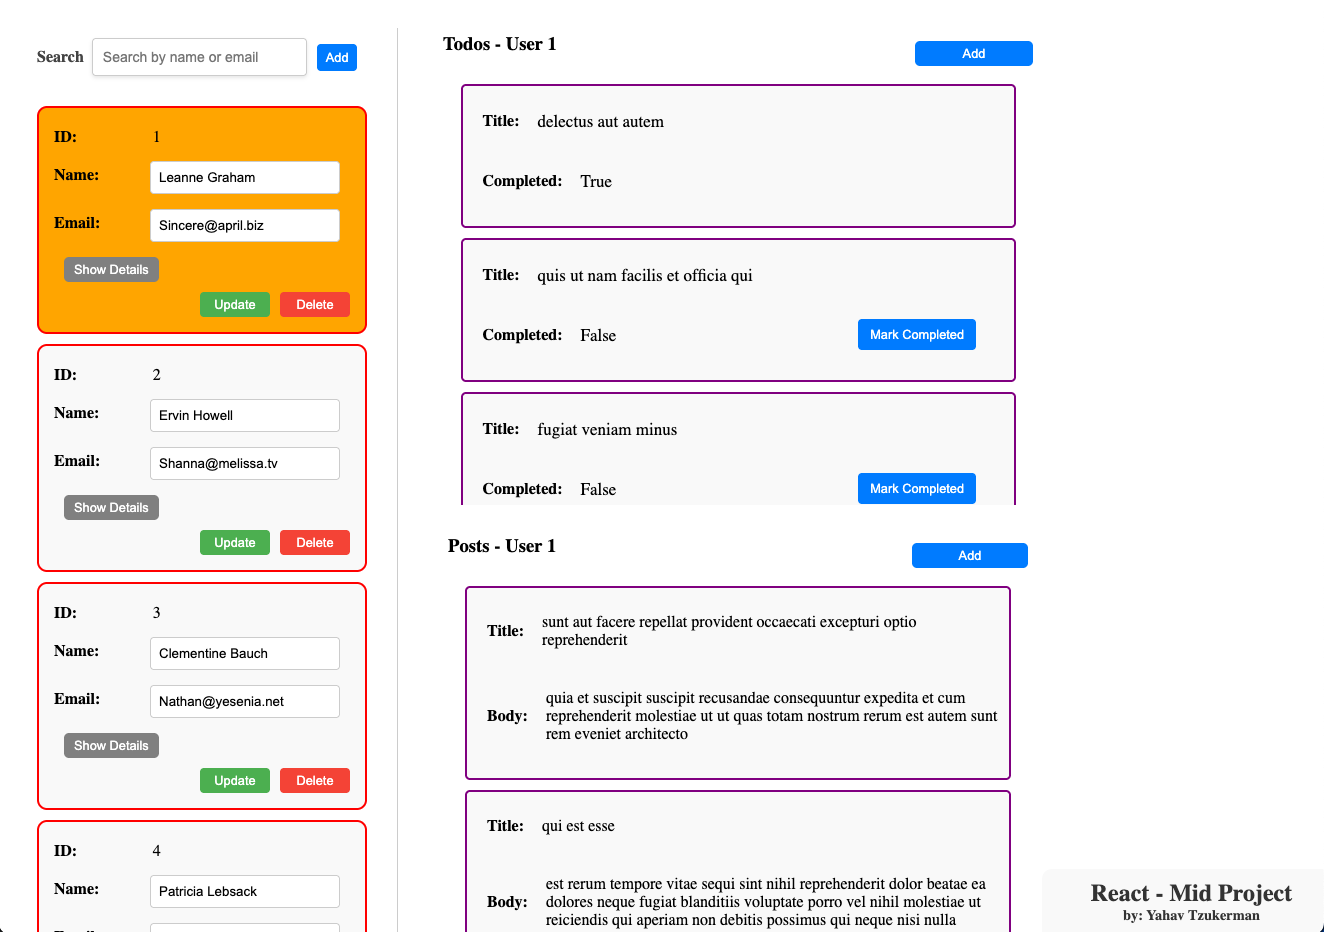 Search
Search by name or email
Add
ID: 1
Name: Leanne Graham
Email: Sincere@april.biz
Show Details
Update Delete
ID: 2
Name: Ervin Howell
Email: Shanna@melissa.tv
Show Details
Update Delete
ID: 3
Name: Clementine Bauch
Email: Nathan@yesenia.net
Show Details
Update Delete
ID: 4
Name: Patricia Lebsack
Todos - User 1
Add
Title: delectus aut autem
Completed: True
Title: quis ut nam facilis et officia qui
Completed: False Mark Completed
Title: fugiat veniam minus
Completed: False Mark Completed
Posts - User 1
Add
Title: sunt aut facere repellat provident occaecati excepturi optio
reprehenderit
Body: quia et suscipit suscipit recusandae consequuntur expedita et cum
reprehenderit molestiae ut ut quas totam nostrum rerum est autem sunt
rem eveniet architecto
Title: qui est esse
Body: est rerum tempore vitae sequi sint nihil reprehenderit dolor beatae ea
dolores neque fugiat blanditiis voluptate porro vel nihil molestiae ut
reiciendis qui aperiam non debitis possimus qui neque nisi nulla
React - Mid Project
by: Yahav Tzukerman